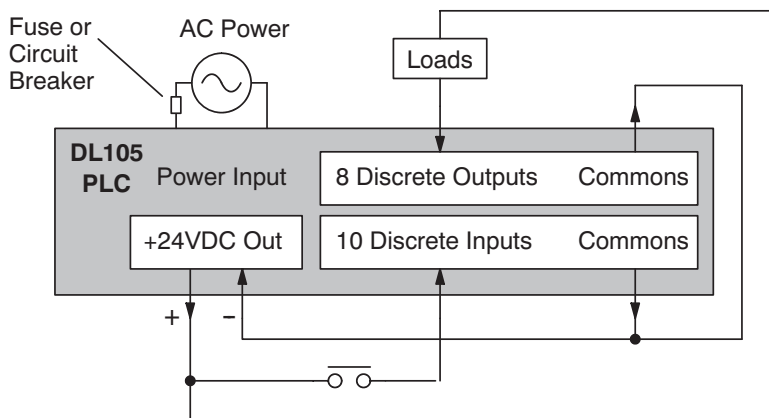 Fuse or
Circuit
Breaker
AC Power
Loads
DL105
PLC
Power Input
8 Discrete Outputs Commons
+24VDC Out
10 Discrete Inputs Commons
+ –